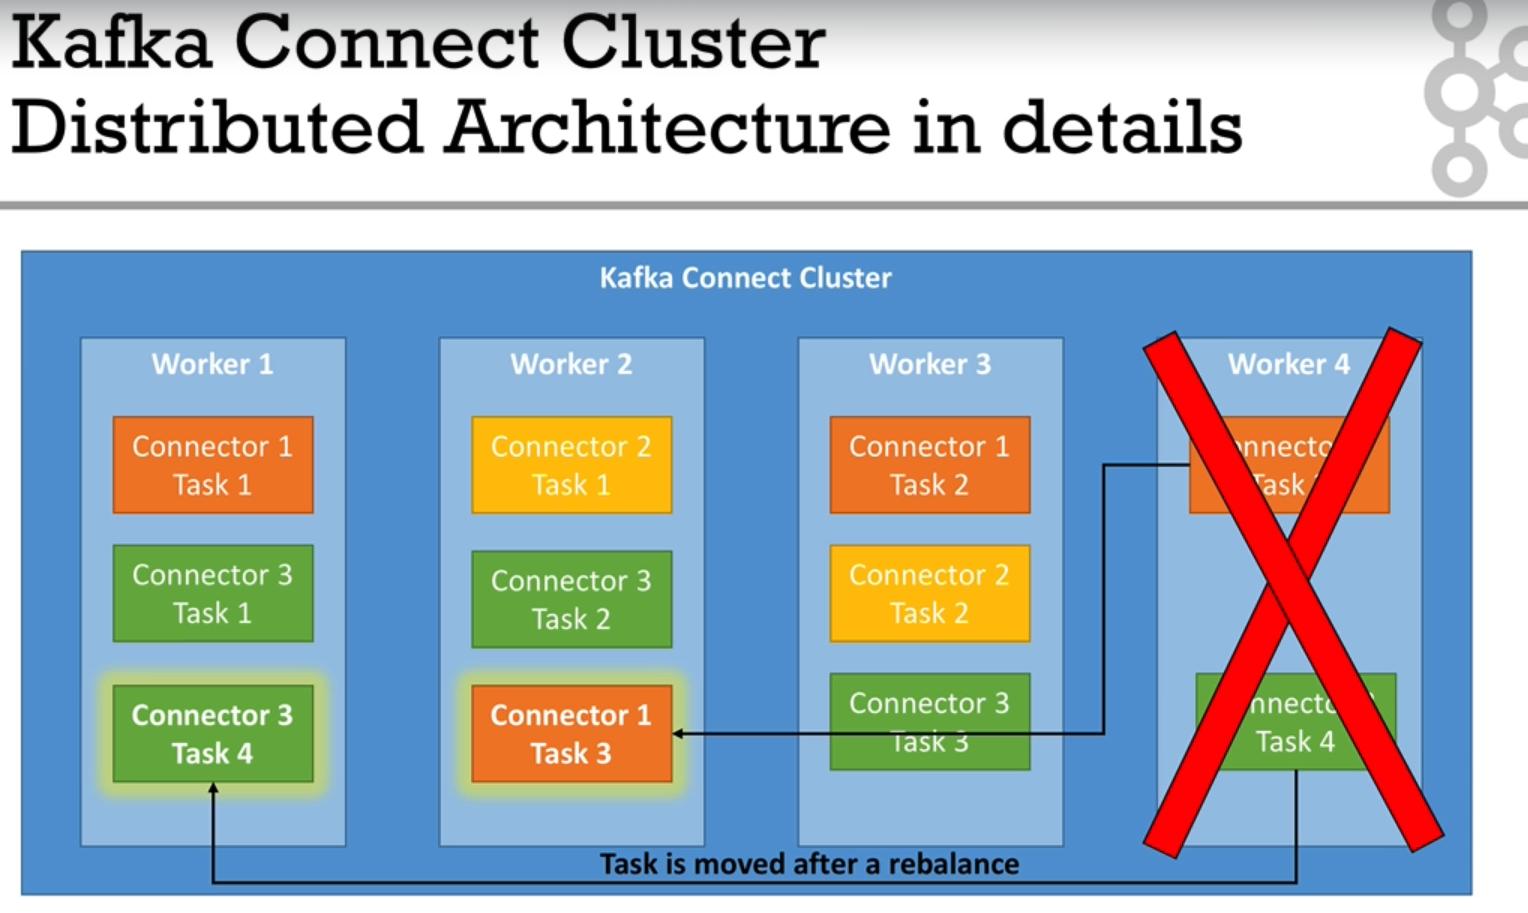 Kafka Connect Cluster
Distributed Architecture in details
Kafka Connect Cluster
Worker 1
Connector 1
Task 1
Connector 3
Task 1
Connector 3
Task 4
Worker 2
Connector 2
Task 1
Connector 3
Task 2
Connector 1
Task 3
Worker 3
Connector 1
Task 2
Connector 2
Task 2
Connector 3
Task 3
Worker 4
Task
Task 4
Task is moved after a rebalance